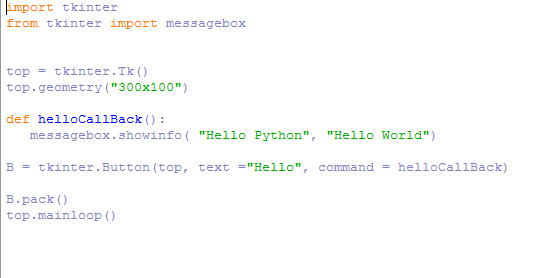 import tkinter
from tkinter import messagebox
top = tkinter.Tk()
top.geometry("300x100")
def helloCallBack():
   messagebox.showinfo( "Hello Python", "Hello World")
B = tkinter.Button(top, text ="Hello", command = helloCallBack)
B.pack()
top.mainloop()